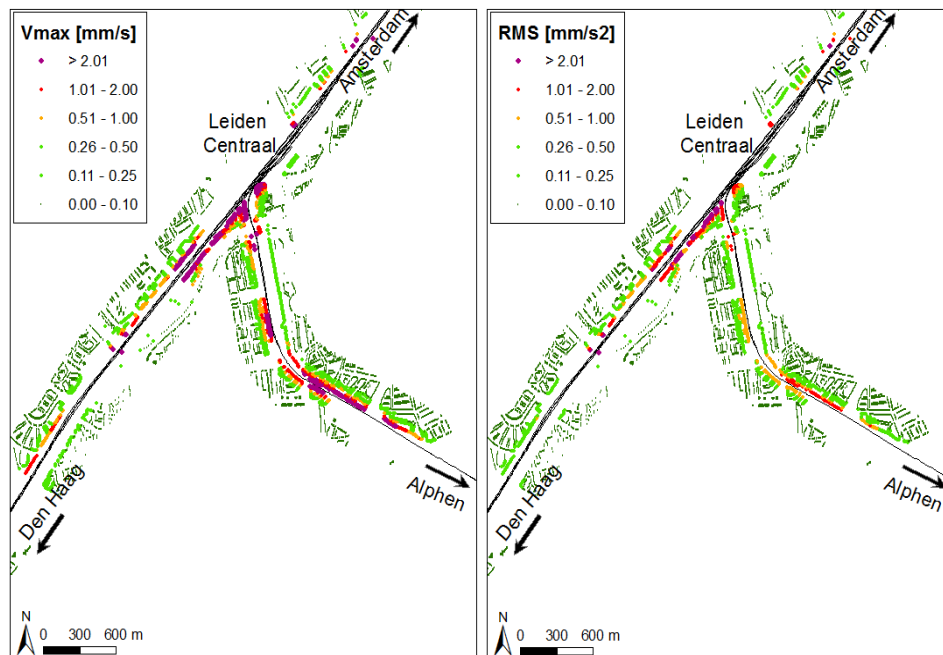 Vmax [mm/s]
> 2.01
1.01 - 2.00
0.51 - 1.00
0.26 - 0.50
0.11 - 0.25
0.00 - 0.10
Amsterdam
Leiden
Centraal
Den Haag
Alphen
N
0 300 600 m
RMS [mm/s2]
> 2.01
1.01 - 2.00
0.51 - 1.00
0.26 - 0.50
0.11 - 0.25
0.00 - 0.10
Amsterdam
Leiden
Centraal
Den Haag
Alphen
N
0 300 600 m